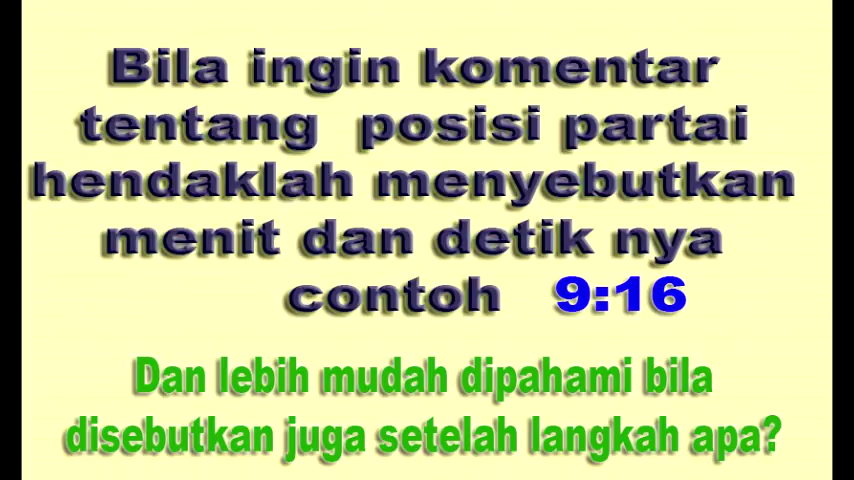 Bila ingin komentar
tentang posisi partai
hendaklah menyebutkan
menit dan detik nya
contoh 9:16
Dan lebih mudah dipahami bila
disebutkan juga setelah langkah apa?